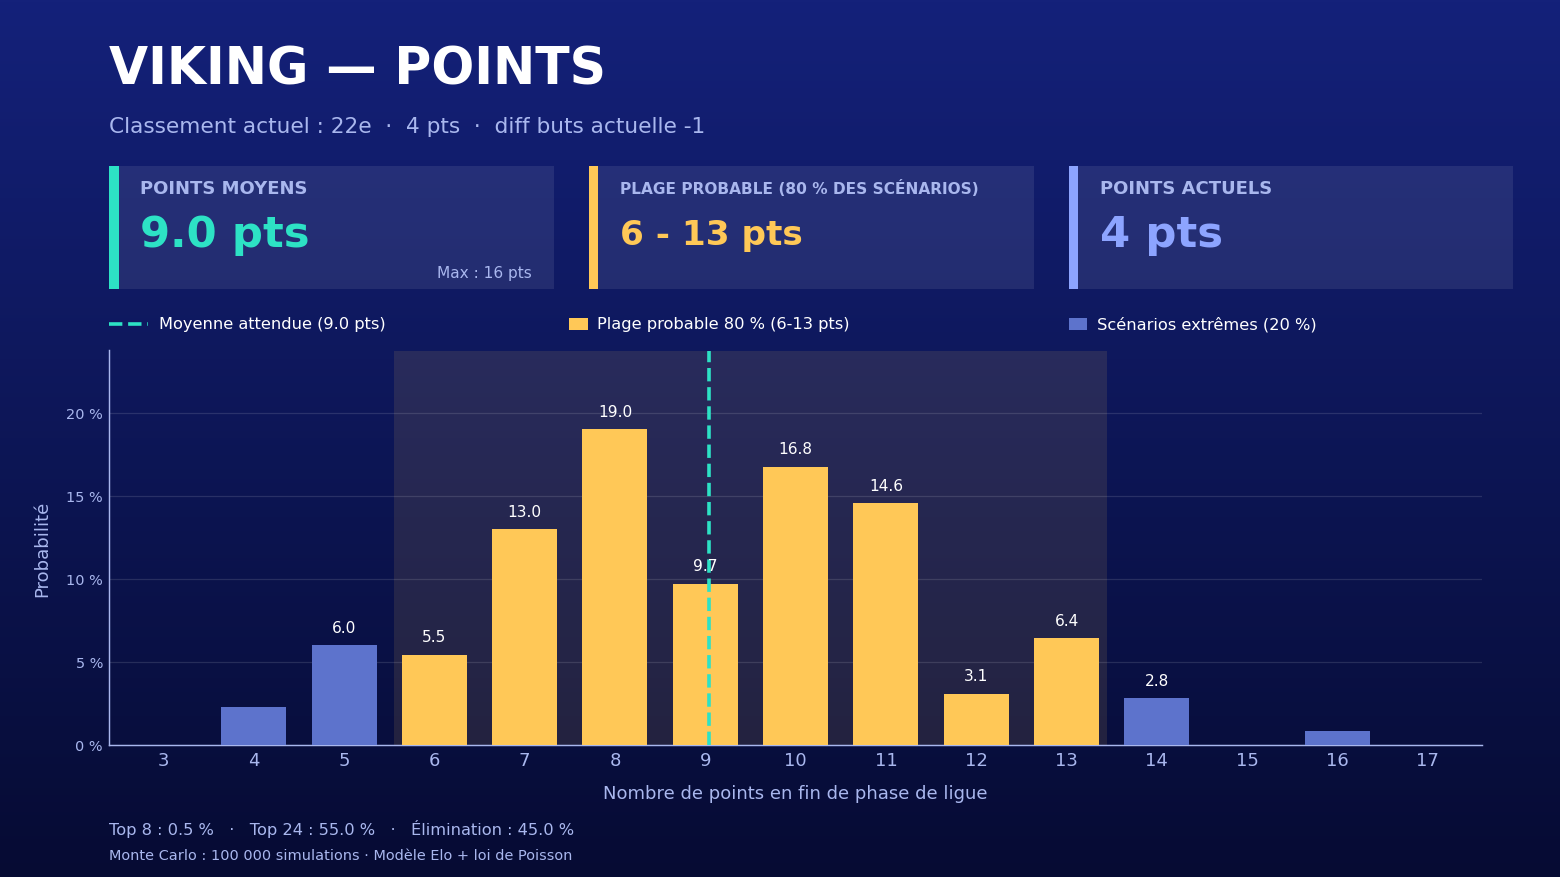 VIKING — POINTS
Classement actuel : 22e · 4 pts · diff buts actuelle -1
POINTS MOYENS
9.0 pts
Max : 16 pts
PLAGE PROBABLE (80 % DES SCÉNARIOS)
6 - 13 pts
POINTS ACTUELS
4 pts
Moyenne attendue (9.0 pts)
Plage probable 80 % (6-13 pts)
Scénarios extrêmes (20 %)
Probabilité
20 %
15 %
10 %
5 %
0 %
6.0
5.5
13.0
19.0
9.7
16.8
14.6
3.1
6.4
2.8
3 4 5 6 7 8 9 10 11 12 13 14 15 16 17
Nombre de points en fin de phase de ligue
Top 8 : 0.5 % · Top 24 : 55.0 % · Élimination : 45.0 %
Monte Carlo : 100 000 simulations · Modèle Elo + loi de Poisson